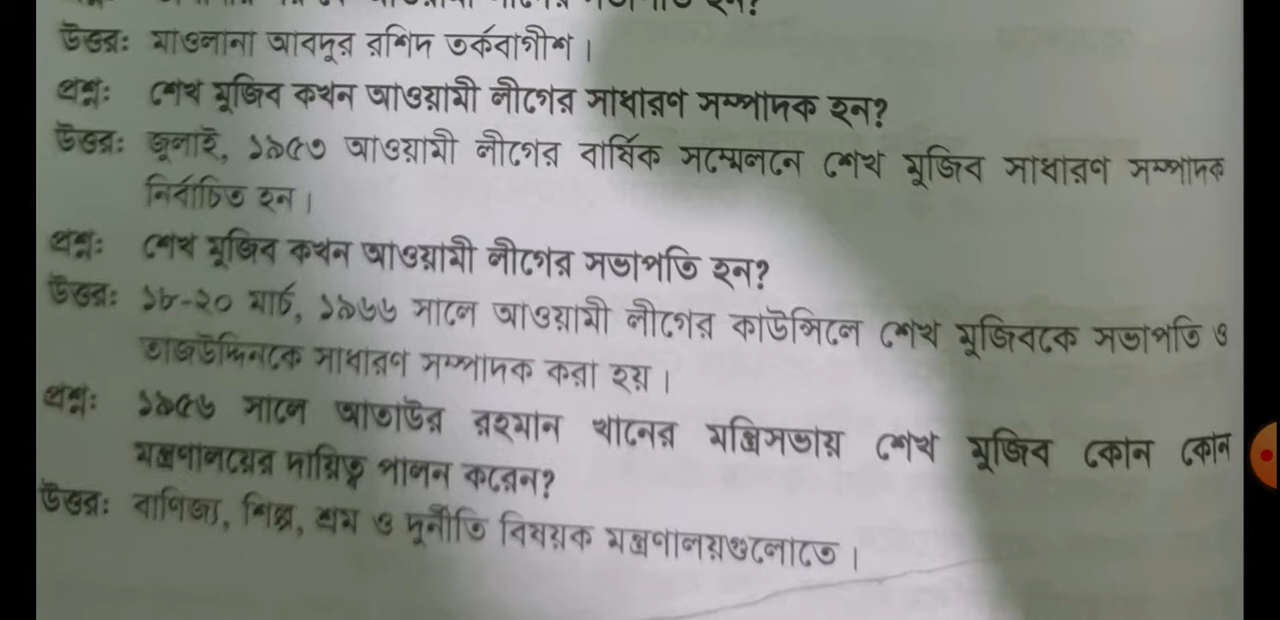 উত্তর: মাওলানা আবদুর রশিদ তর্কবাগীশ।
প্রশ্ন: শেখ মুজিব কখন আওয়ামী লীগের সাধারণ সম্পাদক হন?
উত্তর: জুলাই, ১৯৫৩ আওয়ামী লীগের বার্ষিক সম্মেলনে শেখ মুজিব সাধারণ সম্পাদক
নির্বাচিত হন।
প্রশ্ন: শেখ মুজিব কখন আওয়ামী লীগের সভাপতি হন?
উত্তর: ১৮-২০ মার্চ, ১৯৬৬ সালে আওয়ামী লীগের কাউন্সিলে শেখ মুজিবকে সভাপতি ও
তাজউদ্দিনকে সাধারণ সম্পাদক করা হয়।
প্রশ্ন: ১৯৫৬ সালে আতাউর রহমান খানের মন্ত্রিসভায় শেখ মুজিব কোন কোন
মন্ত্রণালয়ের দায়িত্ব পালন করেন?
উত্তর: বাণিজ্য, শিল্প, শ্রম ও দূর্নীতি বিষয়ক মন্ত্রণালয়গুলোতে।